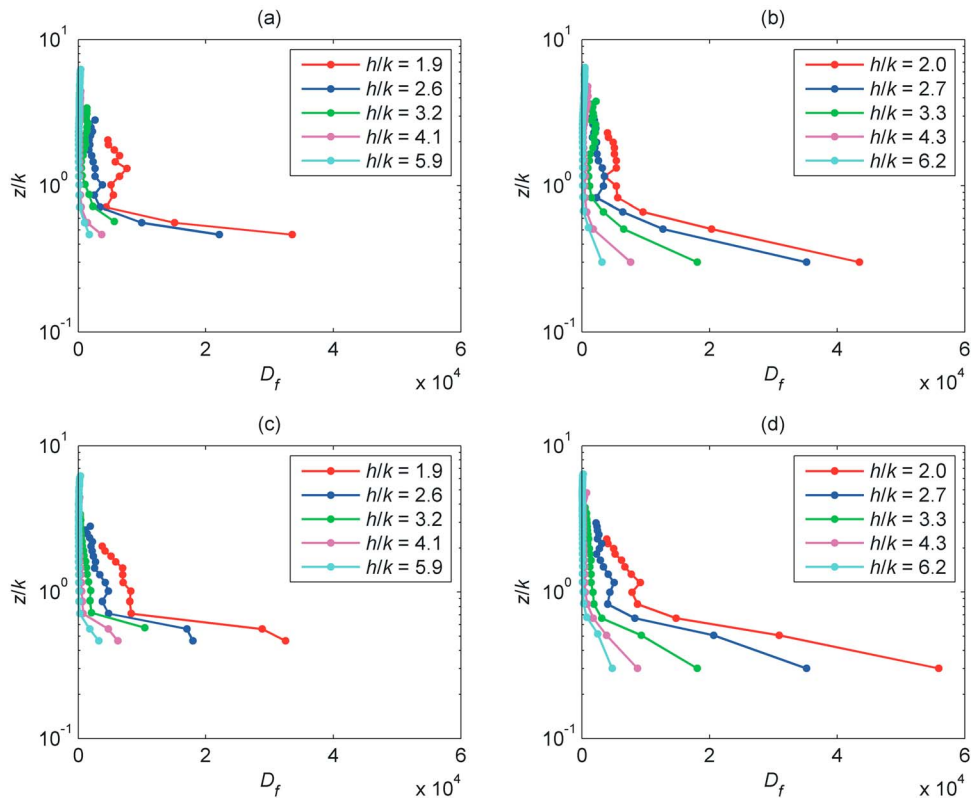 (a)
10^1
10^0
10^-1
z/k
0
2
4
6
D_f
x 10^4
h/k = 1.9
h/k = 2.6
h/k = 3.2
h/k = 4.1
h/k = 5.9
(b)
10^1
10^0
10^-1
z/k
0
2
4
6
D_f
x 10^4
h/k = 2.0
h/k = 2.7
h/k = 3.3
h/k = 4.3
h/k = 6.2
(c)
10^1
10^0
10^-1
z/k
0
2
4
6
D_f
x 10^4
h/k = 1.9
h/k = 2.6
h/k = 3.2
h/k = 4.1
h/k = 5.9
(d)
10^1
10^0
10^-1
z/k
0
2
4
6
D_f
x 10^4
h/k = 2.0
h/k = 2.7
h/k = 3.3
h/k = 4.3
h/k = 6.2